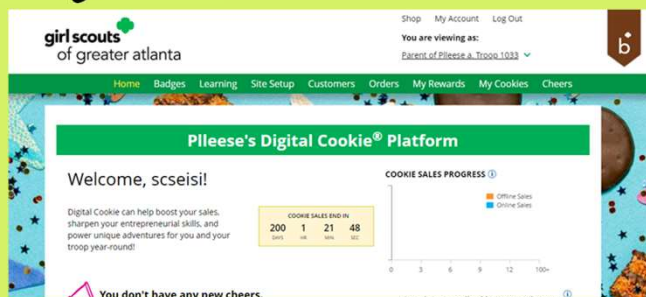 girl scouts
of greater atlanta
Shop My Account Log Out
You are viewing as:
Parent of Plleese a. Troop 1033
b
Home Badges Learning Site Setup Customers Orders My Rewards My Cookies Cheers
Plleese's Digital Cookie® Platform
Welcome, scseisi!
Digital Cookie can help boost your sales,
sharpen your entrepreneurial skills, and
power unique adventures for you and your
troop year-round!
COOKIE SALES END IN
200 1 21 48
DAYS HR MIN SEC
COOKIE SALES PROGRESS
Offline Sales
Online Sales
0 3 6 9 12 100+
You don't have any new cheers.